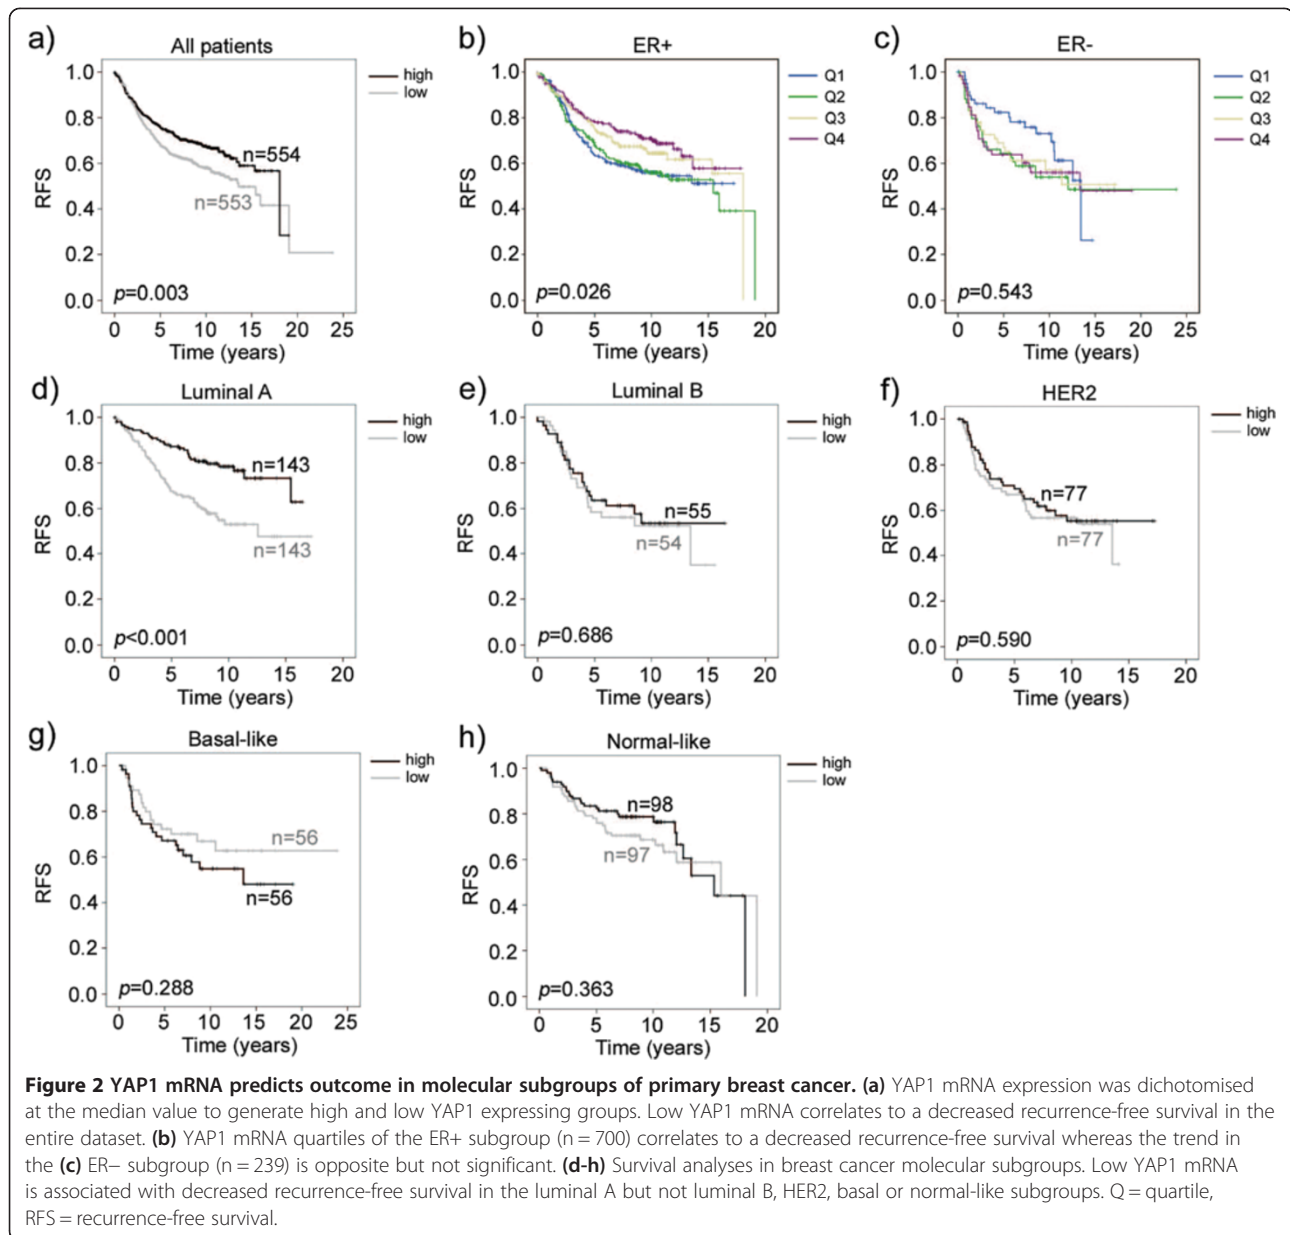 a)
All patients
high
low
1.0
0.8
0.6
0.4
0.2
0.0
RFS
n=554
n=553
p=0.003
0 5 10 15 20 25
Time (years)
b)
ER+
Q1
Q2
Q3
Q4
1.0
0.8
0.6
0.4
0.2
0.0
RFS
p=0.026
0 5 10 15 20
Time (years)
c)
ER-
Q1
Q2
Q3
Q4
1.0
0.8
0.6
0.4
0.2
0.0
RFS
p=0.543
0 5 10 15 20 25
Time (years)
d)
Luminal A
high
low
1.0
0.8
0.6
0.4
0.2
0.0
RFS
n=143
n=143
p<0.001
0 5 10 15 20
Time (years)
e)
Luminal B
high
low
1.0
0.8
0.6
0.4
0.2
0.0
RFS
n=55
n=54
p=0.686
0 5 10 15 20
Time (years)
f)
HER2
high
low
1.0
0.8
0.6
0.4
0.2
0.0
RFS
n=77
n=77
p=0.590
0 5 10 15 20
Time (years)
g)
Basal-like
high
low
1.0
0.8
0.6
0.4
0.2
0.0
RFS
n=56
n=56
p=0.288
0 5 10 15 20 25
Time (years)
h)
Normal-like
high
low
1.0
0.8
0.6
0.4
0.2
0.0
RFS
n=98
n=97
p=0.363
0 5 10 15 20
Time (years)
Figure 2 YAP1 mRNA predicts outcome in molecular subgroups of primary breast cancer. (a) YAP1 mRNA expression was dichotomised
at the median value to generate high and low YAP1 expressing groups. Low YAP1 mRNA correlates to a decreased recurrence-free survival in the
entire dataset. (b) YAP1 mRNA quartiles of the ER+ subgroup (n = 700) correlates to a decreased recurrence-free survival whereas the trend in
the (c) ER− subgroup (n = 239) is opposite but not significant. (d-h) Survival analyses in breast cancer molecular subgroups. Low YAP1 mRNA
is associated with decreased recurrence-free survival in the luminal A but not luminal B, HER2, basal or normal-like subgroups. Q = quartile,
RFS = recurrence-free survival.